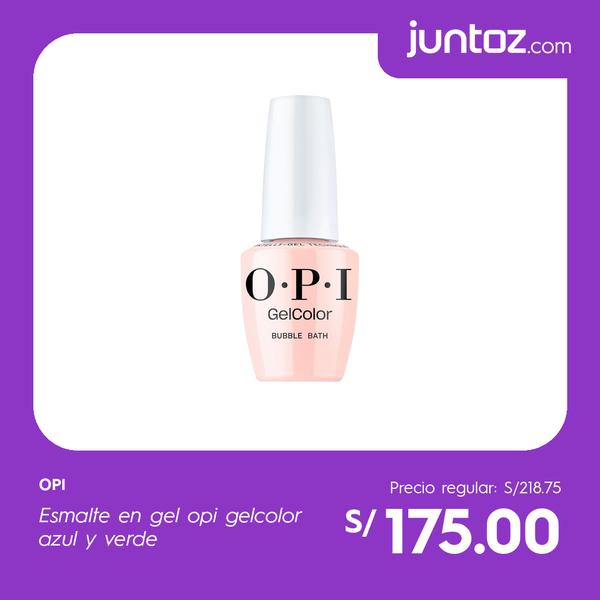 juntoz.com
O·P·I
GelColor
BUBBLE BATH
OPI
Esmalte en gel opi gelcolor
azul y verde
Precio regular: S/218.75
S/175.00